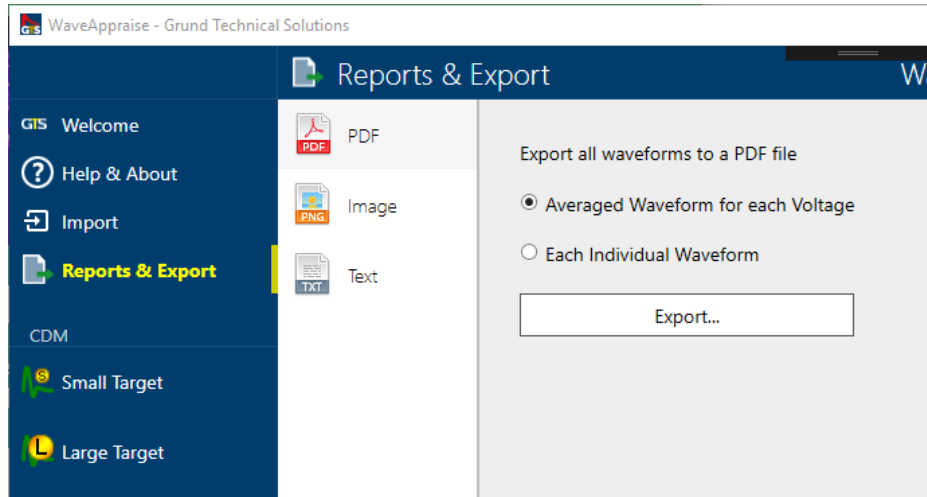 GTS WaveAppraise - Grund Technical Solutions
Reports & Export
GTS Welcome
Help & About
Import
Reports & Export
CDM
S Small Target
L Large Target
PDF PDF
PNG Image
TXT Text
Export all waveforms to a PDF file
Averaged Waveform for each Voltage
Each Individual Waveform
Export...